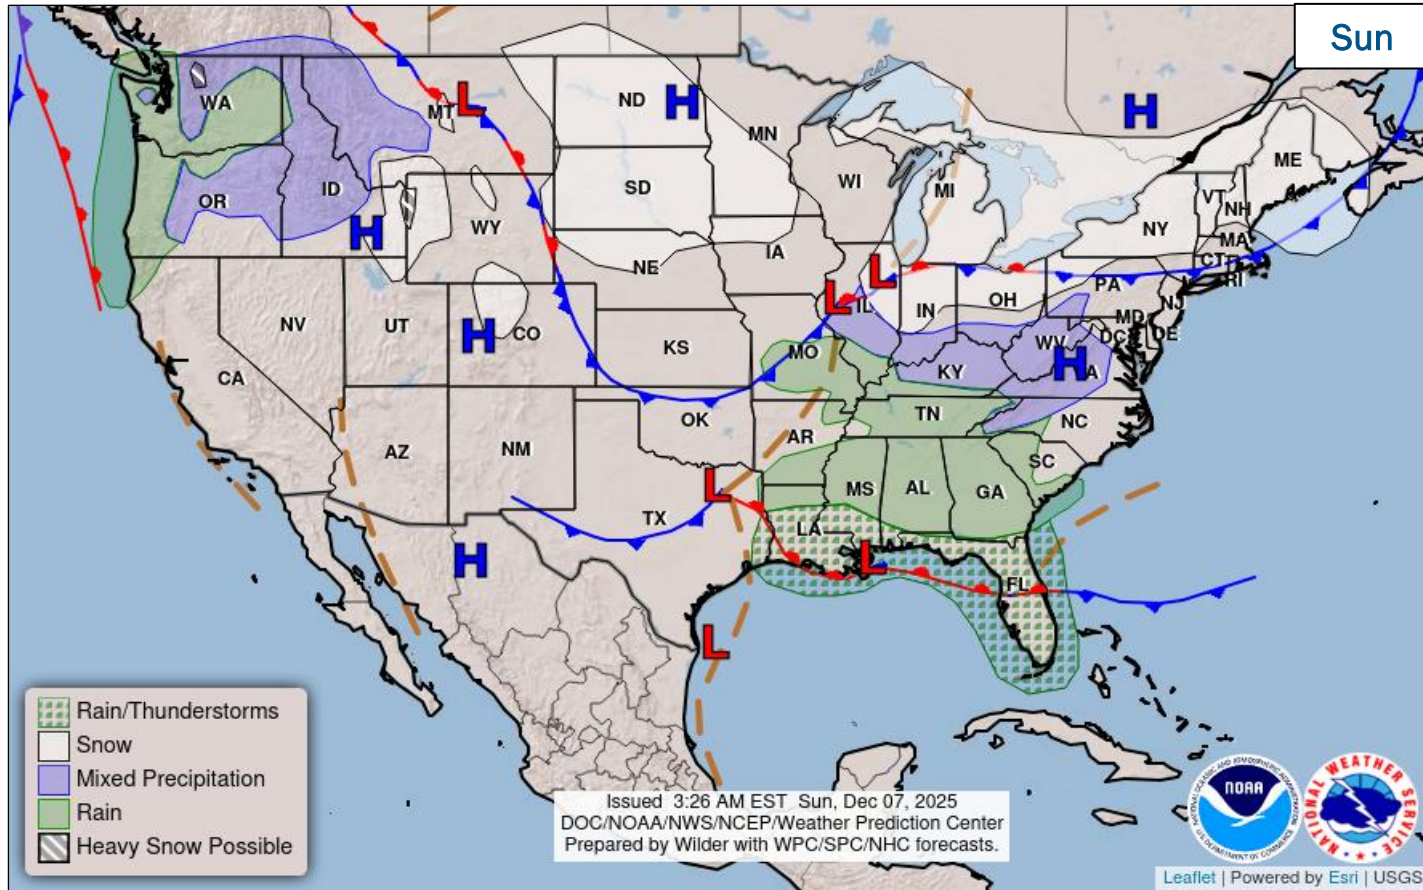 Sun
WA
MT
ND
MN
ME
OR
ID
SD
WI
MI
VT
NH
WY
NY
MA
CT
RI
NE
IA
PA
NJ
NV
UT
CO
IL
IN
OH
MD
DC
DE
CA
KS
MO
KY
WV
A
AZ
NM
OK
AR
TN
NC
SC
TX
MS
AL
GA
LA
FL
H
H
H
H
H
H
L
L
L
L
L
L
Rain/Thunderstorms
Snow
Mixed Precipitation
Rain
Heavy Snow Possible
Issued 3:26 AM EST Sun, Dec 07, 2025
DOC/NOAA/NWS/NCEP/Weather Prediction Center
Prepared by Wilder with WPC/SPC/NHC forecasts.
NOAA
NATIONAL WEATHER SERVICE
Leaflet | Powered by Esri | USGS